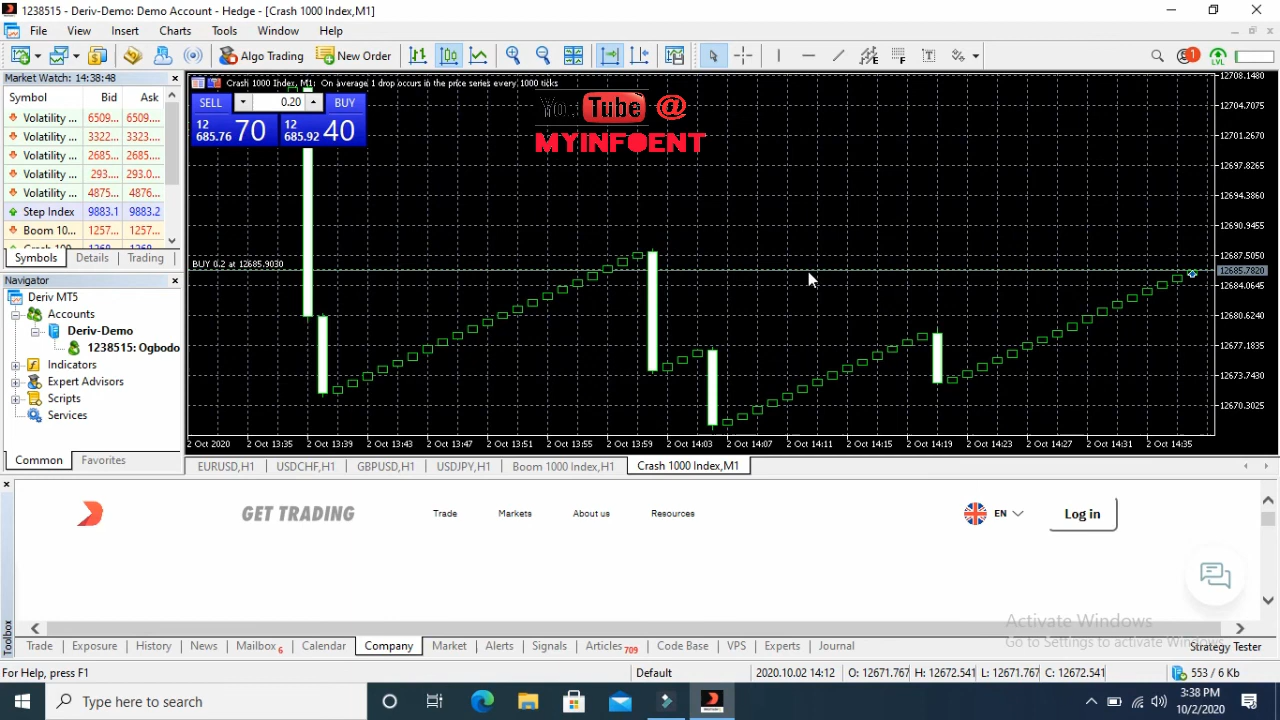 1238515 - Deriv-Demo: Demo Account - Hedge - [Crash 1000 Index,M1]
File View Insert Charts Tools Window Help
Algo Trading New Order 1 LVL
Market Watch: 14:38:48
Symbol Bid Ask
Volatility ... 6509... 6509...
Volatility ... 3322... 3323...
Volatility ... 2685... 2685...
Volatility ... 293.... 293.0...
Volatility ... 4875... 4876...
Step Index 9883.1 9883.2
Boom 10... 1257... 1257...
Crash 100... 1268... 1268...
Symbols Details Trading
Navigator
Deriv MT5
Accounts
Deriv-Demo
1238515: Ogbodo
Indicators
Expert Advisors
Scripts
Services
Common Favorites
Crash 1000 Index, M1: On average 1 drop occurs in the price series every 1000 ticks
SELL 0.20 BUY
12 685.76 70 12 685.92 40
You Tube @
MYINFOENT
BUY 0.2 at 12685.9030
12708.1480
12704.7075
12701.2670
12697.8265
12694.3860
12690.9455
12687.5050
12685.7820
12684.0645
12680.6240
12677.1835
12673.7430
12670.3025
2 Oct 2020 2 Oct 13:35 2 Oct 13:39 2 Oct 13:43 2 Oct 13:47 2 Oct 13:51 2 Oct 13:55 2 Oct 13:59 2 Oct 14:03 2 Oct 14:07 2 Oct 14:11 2 Oct 14:15 2 Oct 14:19 2 Oct 14:23 2 Oct 14:27 2 Oct 14:31 2 Oct 14:35
EURUSD,H1 USDCHF,H1 GBPUSD,H1 USDJPY,H1 Boom 1000 Index,H1 Crash 1000 Index,M1
GET TRADING Trade Markets About us Resources EN Log in
Activate Windows
Go to Settings to activate Windows.
Toolbox
Trade Exposure History News Mailbox 6 Calendar Company Market Alerts Signals Articles 709 Code Base VPS Experts Journal Strategy Tester
For Help, press F1 Default 2020.10.02 14:12 O: 12671.767 H: 12672.541 L: 12671.767 C: 12672.541 553 / 6 Kb
Type here to search 3:38 PM
10/2/2020